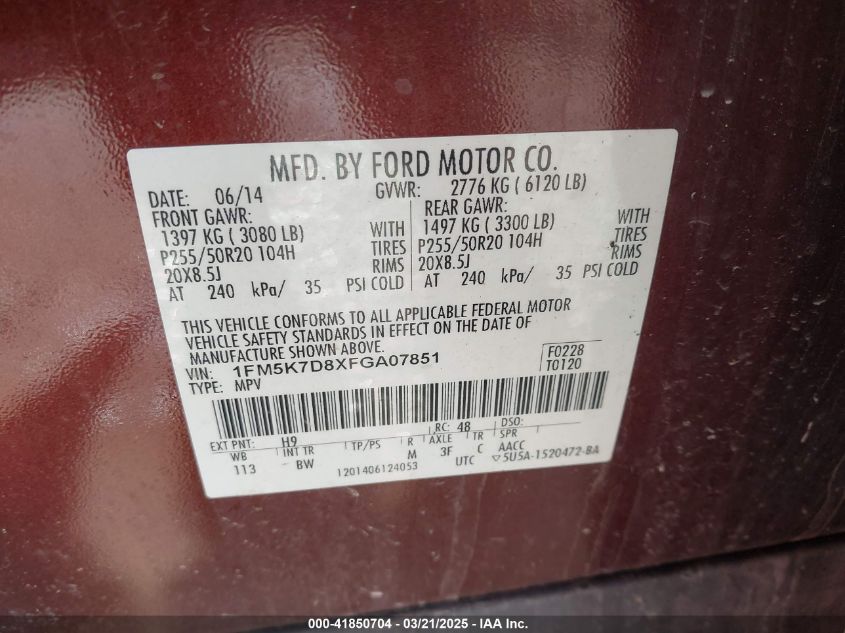 MFD. BY FORD MOTOR CO.
DATE: 06/14 GVWR: 2776 KG ( 6120 LB)
FRONT GAWR: REAR GAWR:
1397 KG ( 3080 LB) WITH 1497 KG ( 3300 LB) WITH
P255/50R20 104H TIRES P255/50R20 104H TIRES
20X8.5J RIMS 20X8.5J RIMS
AT 240 kPa/ 35 PSI COLD AT 240 kPa/ 35 PSI COLD
THIS VEHICLE CONFORMS TO ALL APPLICABLE FEDERAL MOTOR
VEHICLE SAFETY STANDARDS IN EFFECT ON THE DATE OF
MANUFACTURE SHOWN ABOVE.
VIN: 1FM5K7D8XFGA07851 F0228
TYPE: MPV T0120
EXT PNT: H9 RC: 48 DSO:
WB INT TR TP/PS R AXLE TR SPR
113 BW M 3F C AACC
1201406124053 UTC ▽5U5A-1520472-BA
000-41850704 - 03/21/2025 - IAA, Inc.